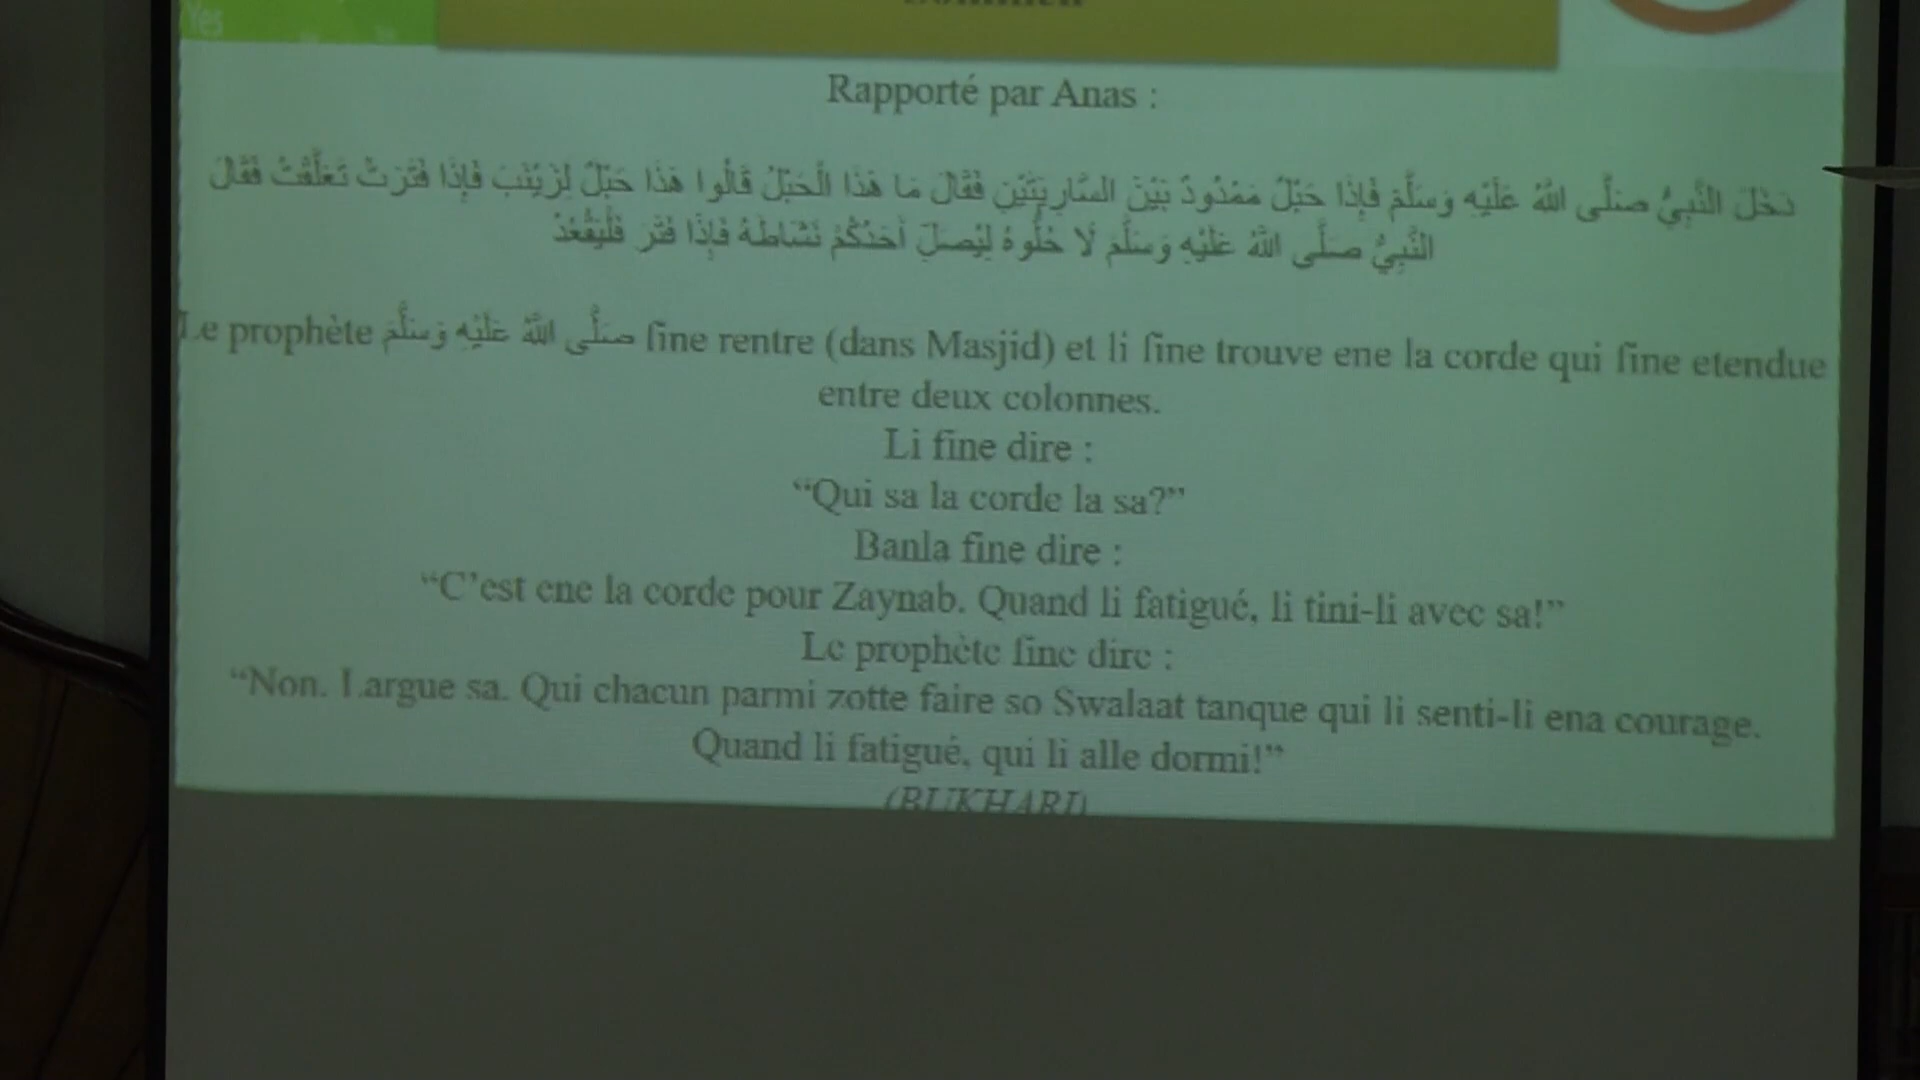 Yes
Rapporté par Anas :
دَخَلَ النَّبِيُّ صَلَّى اللَّهُ عَلَيْهِ وَسَلَّمَ فَإِذَا حَبْلٌ مَمْدُودٌ بَيْنَ السَّارِيَتَيْنِ فَقَالَ مَا هَذَا الْحَبْلُ قَالُوا هَذَا حَبْلٌ لِزَيْنَبَ فَإِذَا فَتَرَتْ تَعَلَّقَتْ فَقَالَ
النَّبِيُّ صَلَّى اللَّهُ عَلَيْهِ وَسَلَّمَ لَا حُلُّوهُ لِيُصَلِّ أَحَدُكُمْ نَشَاطَهُ فَإِذَا فَتَرَ فَلْيَقْعُدْ
Le prophète صَلَّى اللَّهُ عَلَيْهِ وَسَلَّمَ fine rentre (dans Masjid) et li fine trouve ene la corde qui fine etendue
entre deux colonnes.
Li fine dire :
“Qui sa la corde la sa?”
Banla fine dire :
“C’est ene la corde pour Zaynab. Quand li fatigué, li tini-li avec sa!”
Le prophète fine dire :
“Non. Largue sa. Qui chacun parmi zotte faire so Swalaat tanque qui li senti-li ena courage.
Quand li fatigué, qui li alle dormi!”
(BUKHARI)